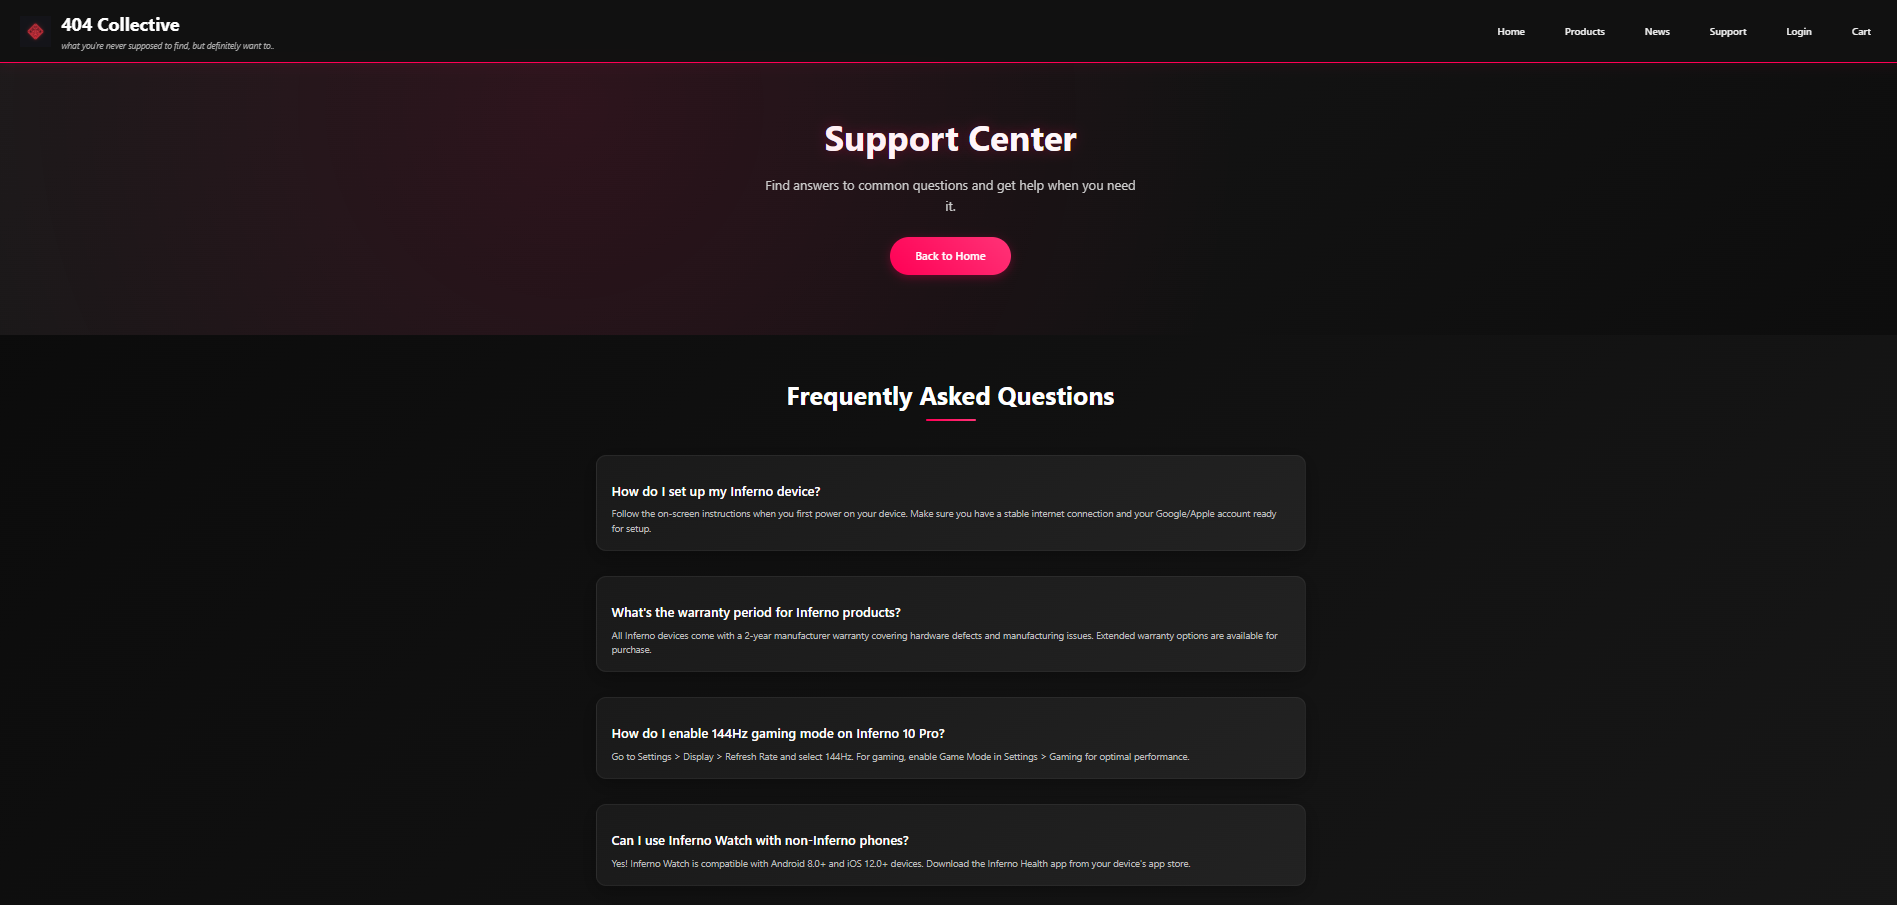 404 Collective
what you're never supposed to find, but definitely want to..
Home
Products
News
Support
Login
Cart
Support Center
Find answers to common questions and get help when you need
it.
Back to Home
Frequently Asked Questions
How do I set up my Inferno device?
Follow the on-screen instructions when you first power on your device. Make sure you have a stable internet connection and your Google/Apple account ready
for setup.
What's the warranty period for Inferno products?
All Inferno devices come with a 2-year manufacturer warranty covering hardware defects and manufacturing issues. Extended warranty options are available for
purchase.
How do I enable 144Hz gaming mode on Inferno 10 Pro?
Go to Settings > Display > Refresh Rate and select 144Hz. For gaming, enable Game Mode in Settings > Gaming for optimal performance.
Can I use Inferno Watch with non-Inferno phones?
Yes! Inferno Watch is compatible with Android 8.0+ and iOS 12.0+ devices. Download the Inferno Health app from your device's app store.